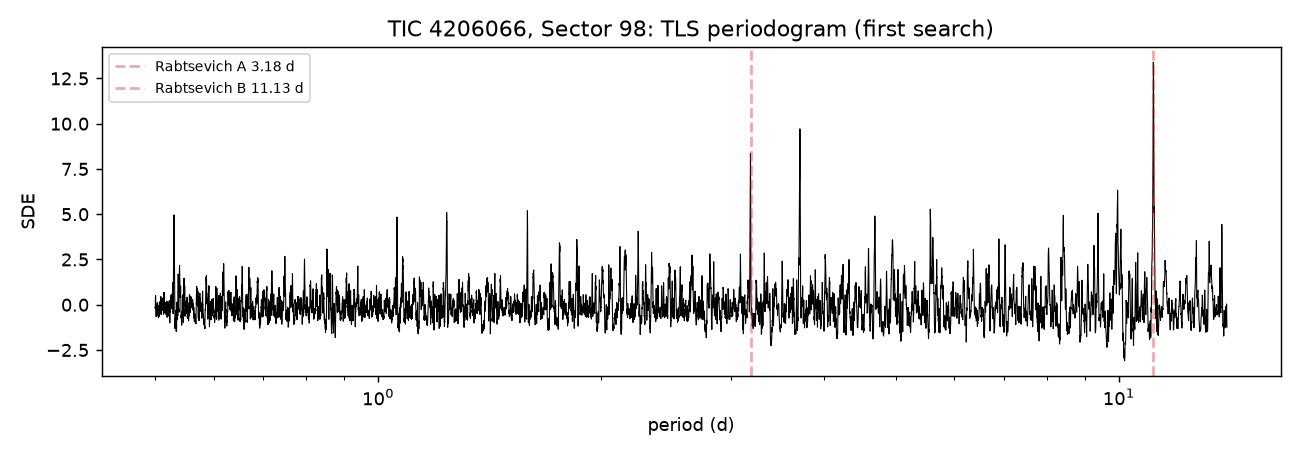 TIC 4206066, Sector 98: TLS periodogram (first search)
Rabtsevich A 3.18 d
Rabtsevich B 11.13 d
12.5
10.0
7.5
5.0
2.5
0.0
−2.5
SDE
10⁰
10¹
period (d)